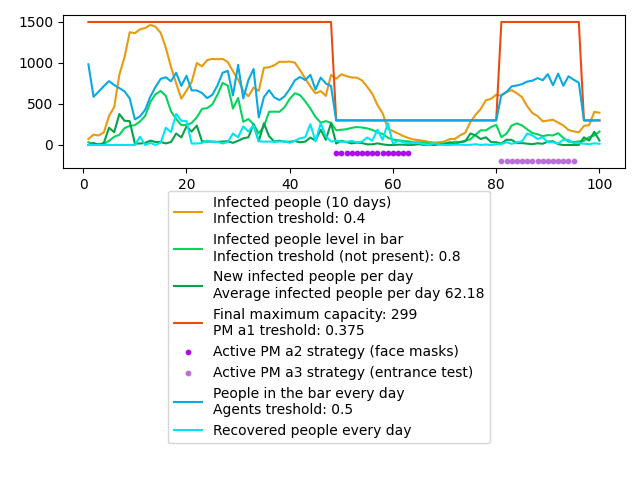 1500
1000
500
0
0 20 40 60 80 100
Infected people (10 days)
Infection treshold: 0.4
Infected people level in bar
Infection treshold (not present): 0.8
New infected people per day
Average infected people per day 62.18
Final maximum capacity: 299
PM a1 treshold: 0.375
Active PM a2 strategy (face masks)
Active PM a3 strategy (entrance test)
People in the bar every day
Agents treshold: 0.5
Recovered people every day